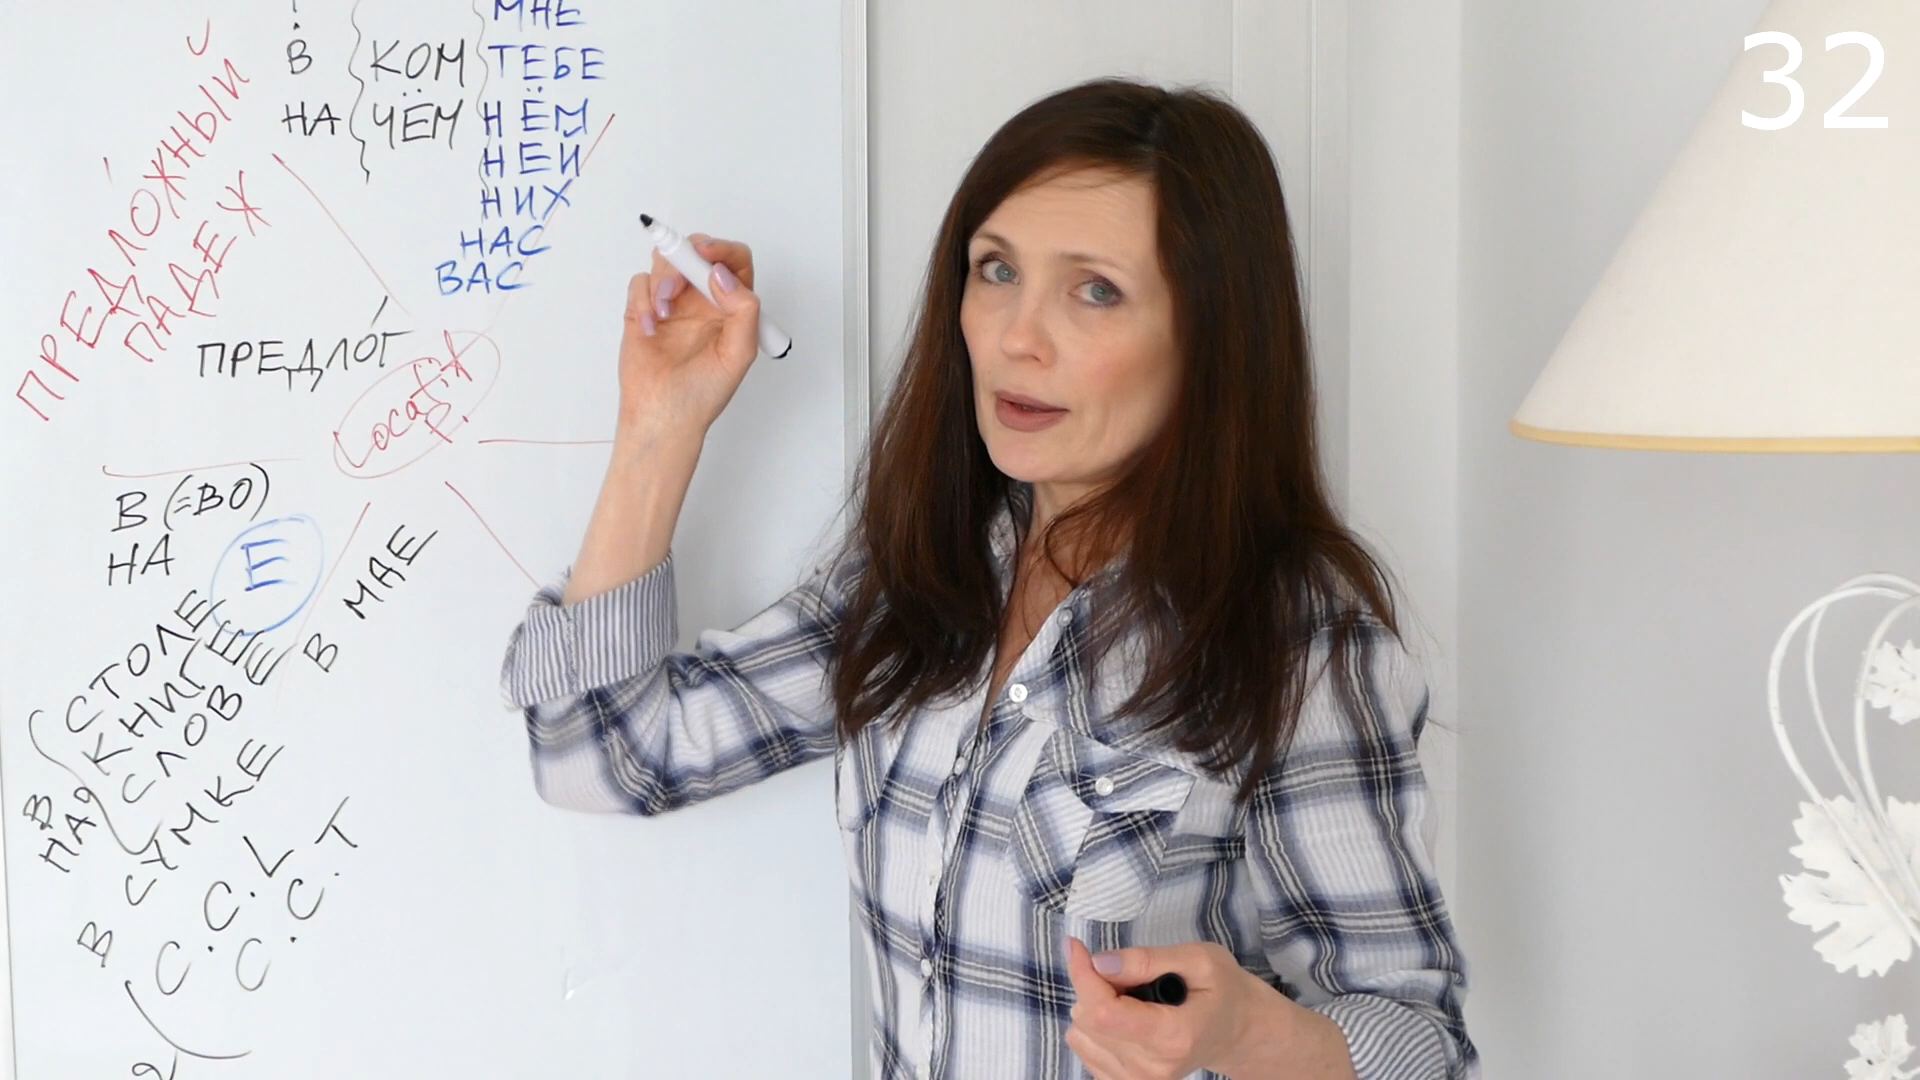 32
МНЕ
В КОМ ТЕБЕ
НА ЧЁМ НЁМ
НЕЙ
НИХ
НАС
ВАС
ПРЕДЛОЖНЫЙ
ПАДЕЖ
ПРЕДЛОГ
Locativ
P.
В (=ВО)
НА
Е
В МАЕ
СТОЛЕ
КНИГЕ
СЛОВЕ
В
НА
В СУМКЕ
С.С.L
С.С.Т